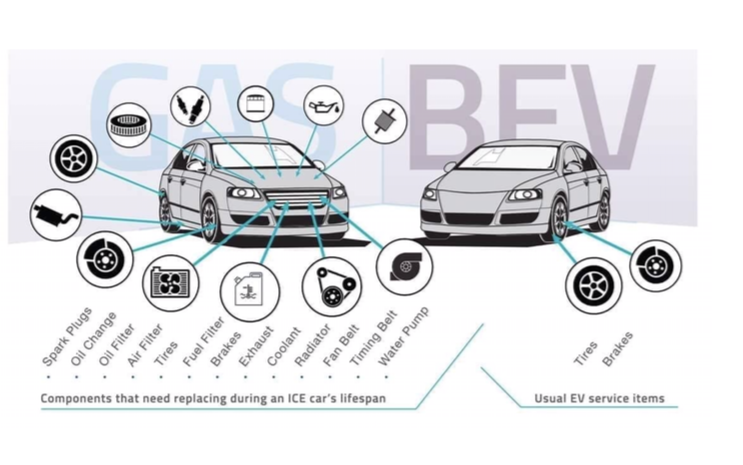 GAS
BEV
Spark Plugs
Oil Change
Oil Filter
Air Filter
Tires
Fuel Filter
Brakes
Exhaust
Coolant
Radiator
Fan Belt
Timing Belt
Water Pump
Tires
Brakes
Components that need replacing during an ICE car's lifespan
Usual EV service items